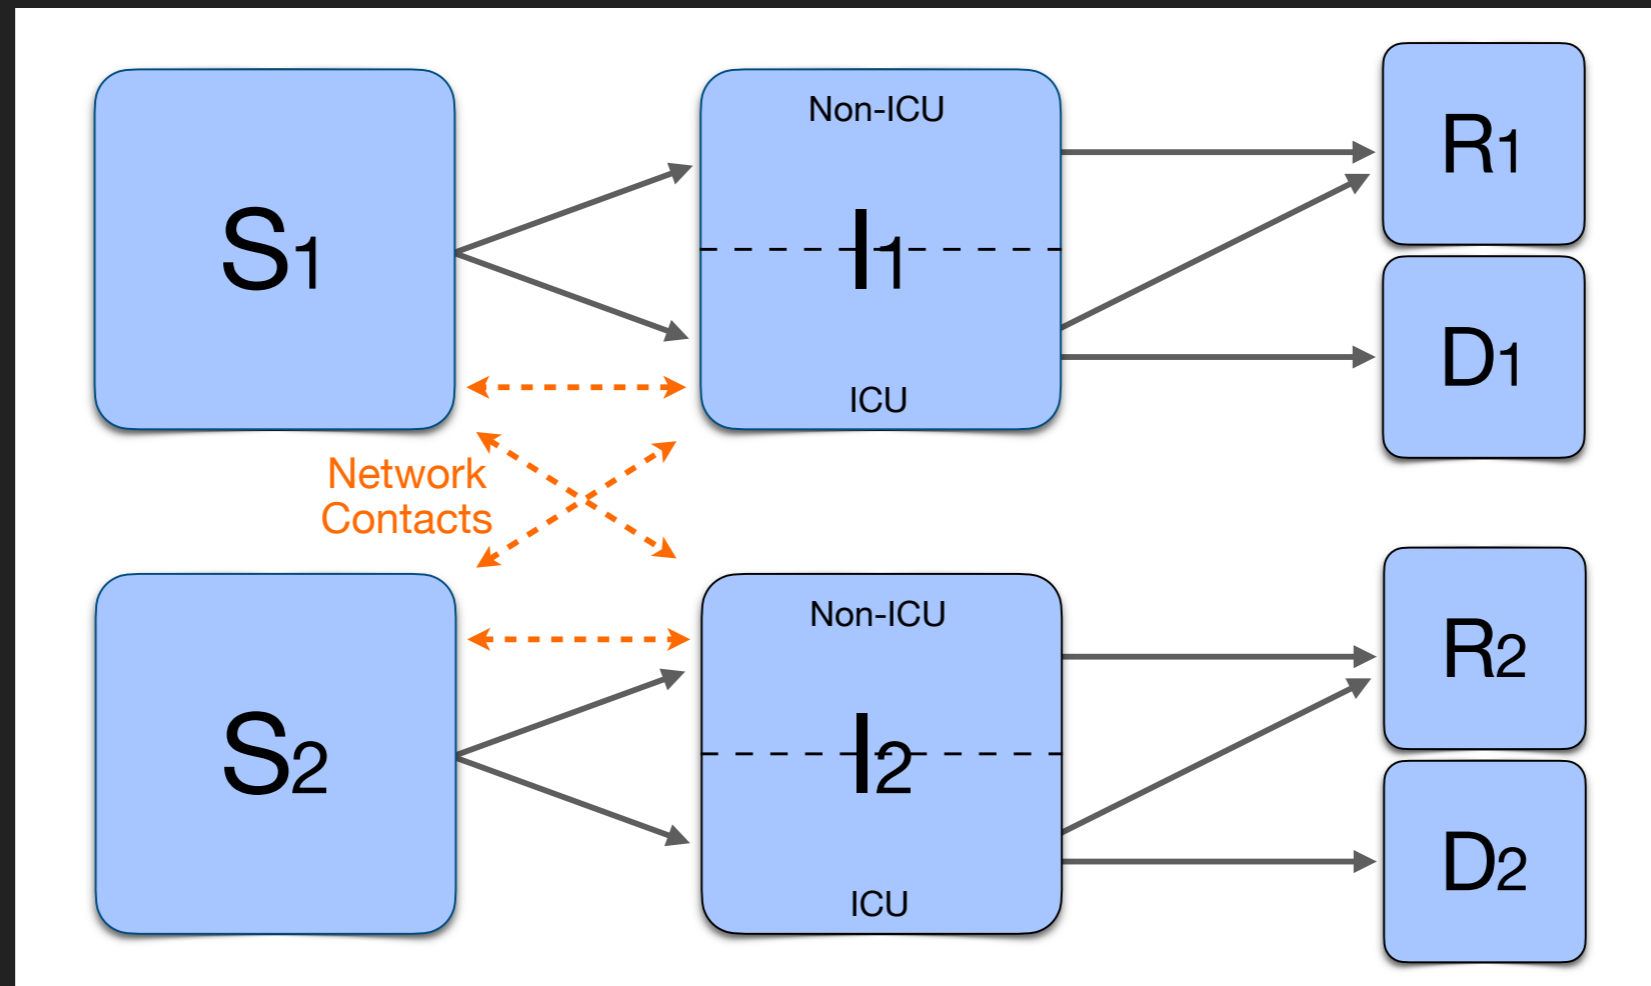 Non-ICU
R1
S1
I1
D1
ICU
Network
Contacts
Non-ICU
R2
S2
I2
D2
ICU